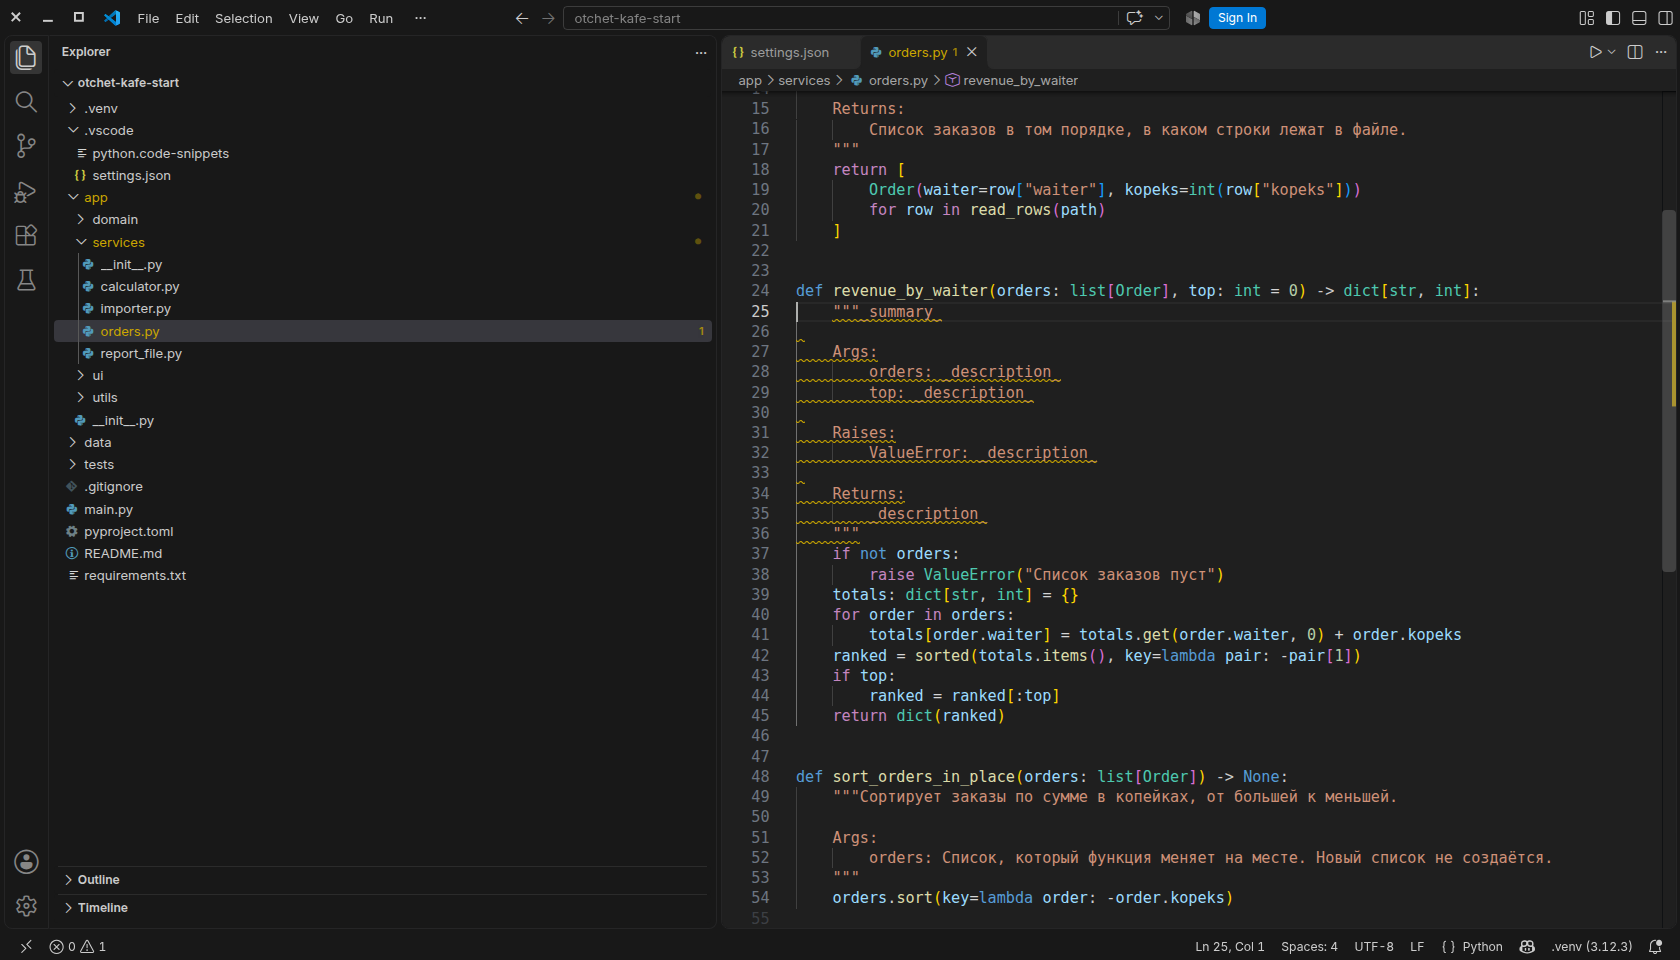 File Edit Selection View Go Run ···
otchet-kafe-start
Sign In
Explorer
otchet-kafe-start
.venv
.vscode
python.code-snippets
settings.json
app
domain
services
__init__.py
calculator.py
importer.py
orders.py 1
report_file.py
ui
utils
__init__.py
data
tests
.gitignore
main.py
pyproject.toml
README.md
requirements.txt
Outline
Timeline
settings.json
orders.py 1
app > services > orders.py > revenue_by_waiter
15 Returns:
16 Список заказов в том порядке, в каком строки лежат в файле.
17 """
18 return [
19 Order(waiter=row["waiter"], kopeks=int(row["kopeks"]))
20 for row in read_rows(path)
21 ]
22
23
24 def revenue_by_waiter(orders: list[Order], top: int = 0) -> dict[str, int]:
25 """_summary_
26
27 Args:
28 orders: _description_
29 top: _description_
30
31 Raises:
32 ValueError: _description_
33
34 Returns:
35 _description_
36 """
37 if not orders:
38 raise ValueError("Список заказов пуст")
39 totals: dict[str, int] = {}
40 for order in orders:
41 totals[order.waiter] = totals.get(order.waiter, 0) + order.kopeks
42 ranked = sorted(totals.items(), key=lambda pair: -pair[1])
43 if top:
44 ranked = ranked[:top]
45 return dict(ranked)
46
47
48 def sort_orders_in_place(orders: list[Order]) -> None:
49 """Сортирует заказы по сумме в копейках, от большей к меньшей.
50
51 Args:
52 orders: Список, который функция меняет на месте. Новый список не создаётся.
53 """
54 orders.sort(key=lambda order: -order.kopeks)
55
0 1
Ln 25, Col 1 Spaces: 4 UTF-8 LF { } Python .venv (3.12.3)